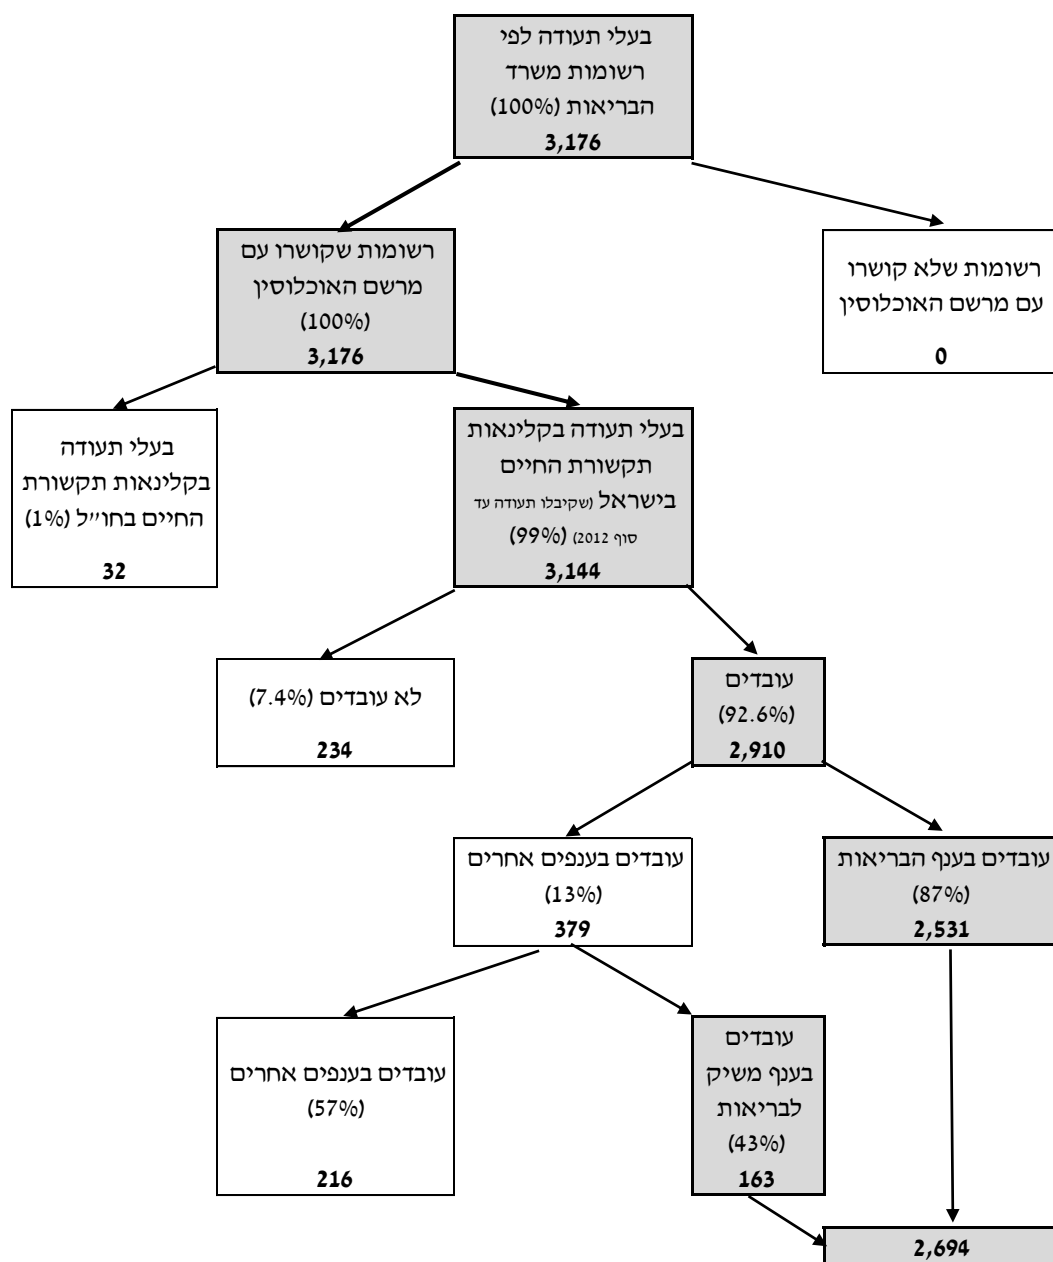 בעלי תעודה לפי
רשומות משרד
הבריאות (100%)
3,176
רשומות שקושרו עם
מרשם האוכלוסין
(100%)
3,176
רשומות שלא קושרו
עם מרשם האוכלוסין
0
בעלי תעודה בקלינאות
תקשורת החיים
בישראל (שקיבלו תעודה עד
סוף 2012) (99%)
3,144
בעלי תעודה
בקלינאות תקשורת
החיים בחו״ל (1%)
32
עובדים
(92.6%)
2,910
לא עובדים (7.4%)
234
עובדים בענף הבריאות
(87%)
2,531
עובדים בענפים אחרים
(13%)
379
עובדים
בענף משיק
לבריאות
(43%)
163
עובדים בענפים אחרים
(57%)
216
2,694